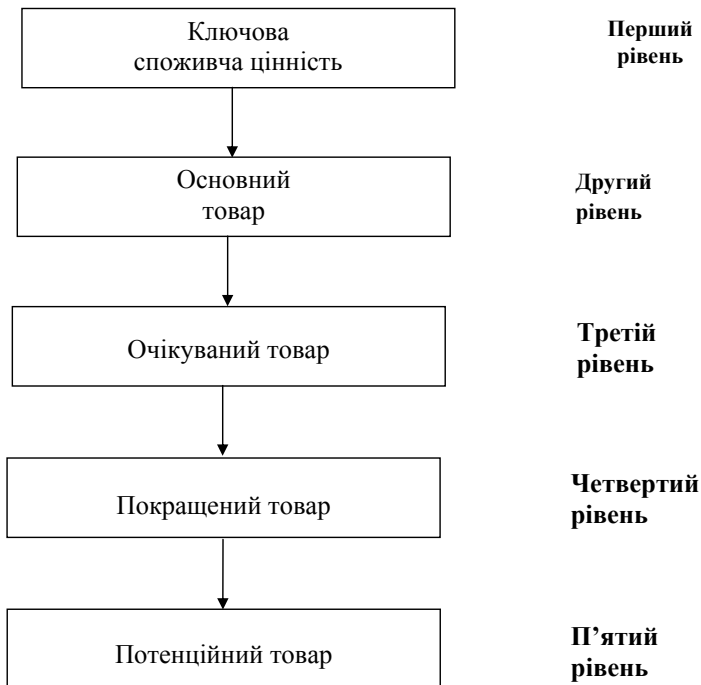 Ключова
споживча цінність
Перший
рівень
Основний
товар
Другий
рівень
Очікуваний товар
Третій
рівень
Покращений товар
Четвертий
рівень
Потенційний товар
П’ятий
рівень